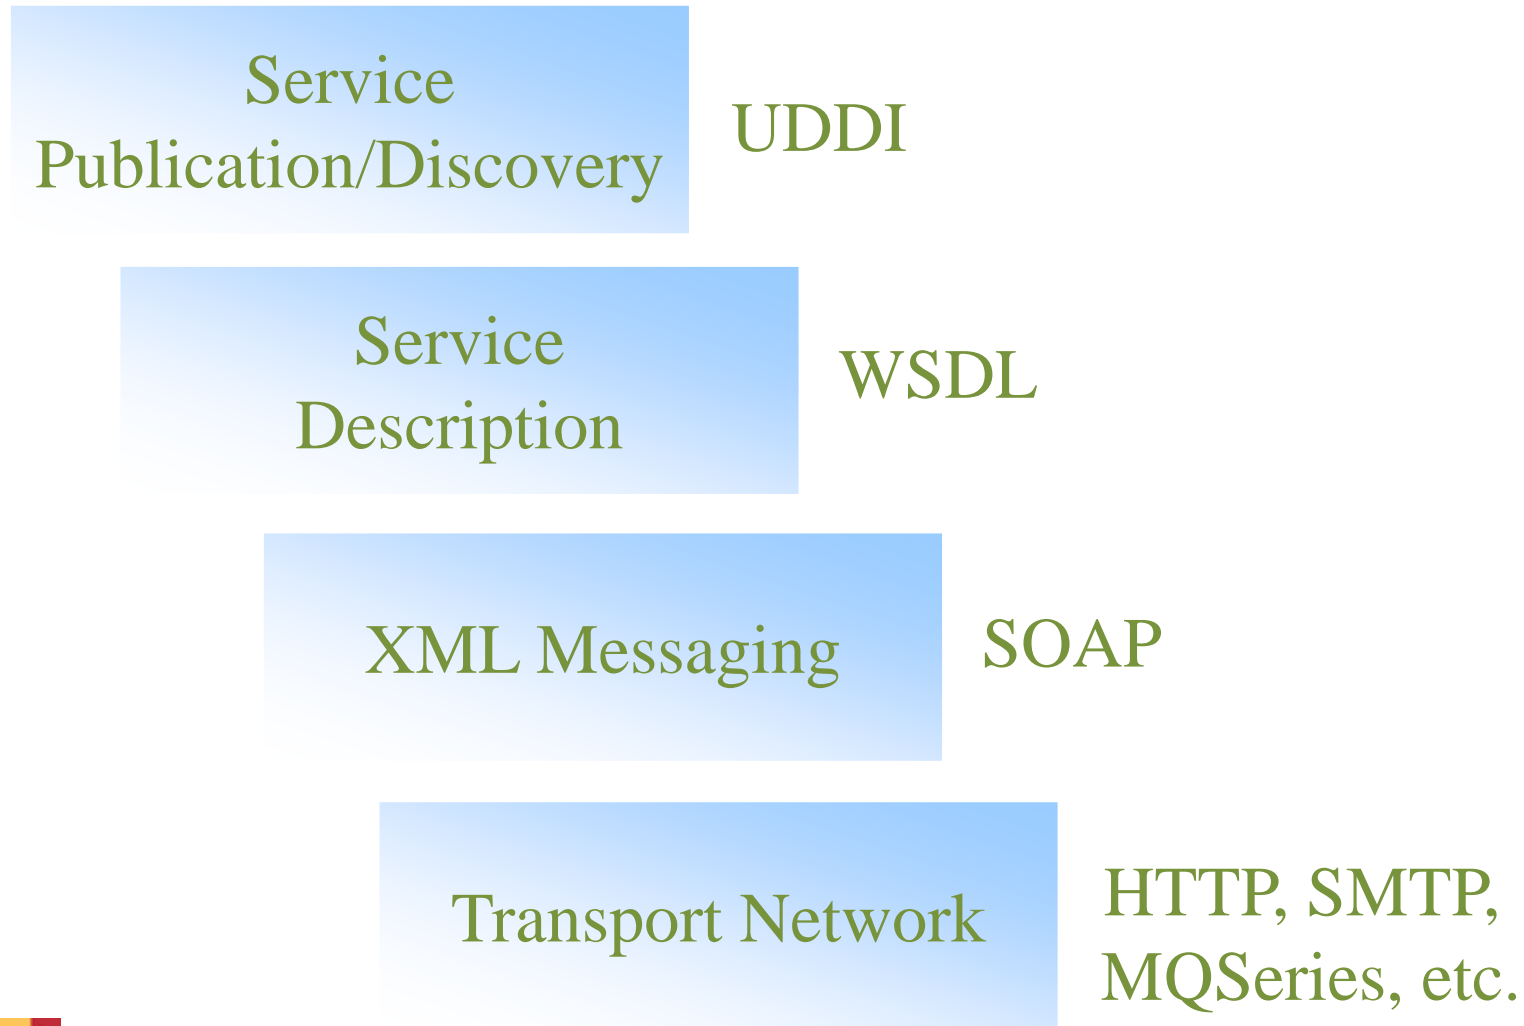 Service
Publication/Discovery
UDDI
Service
Description
WSDL
XML Messaging
SOAP
Transport Network
HTTP, SMTP,
MQSeries, etc.